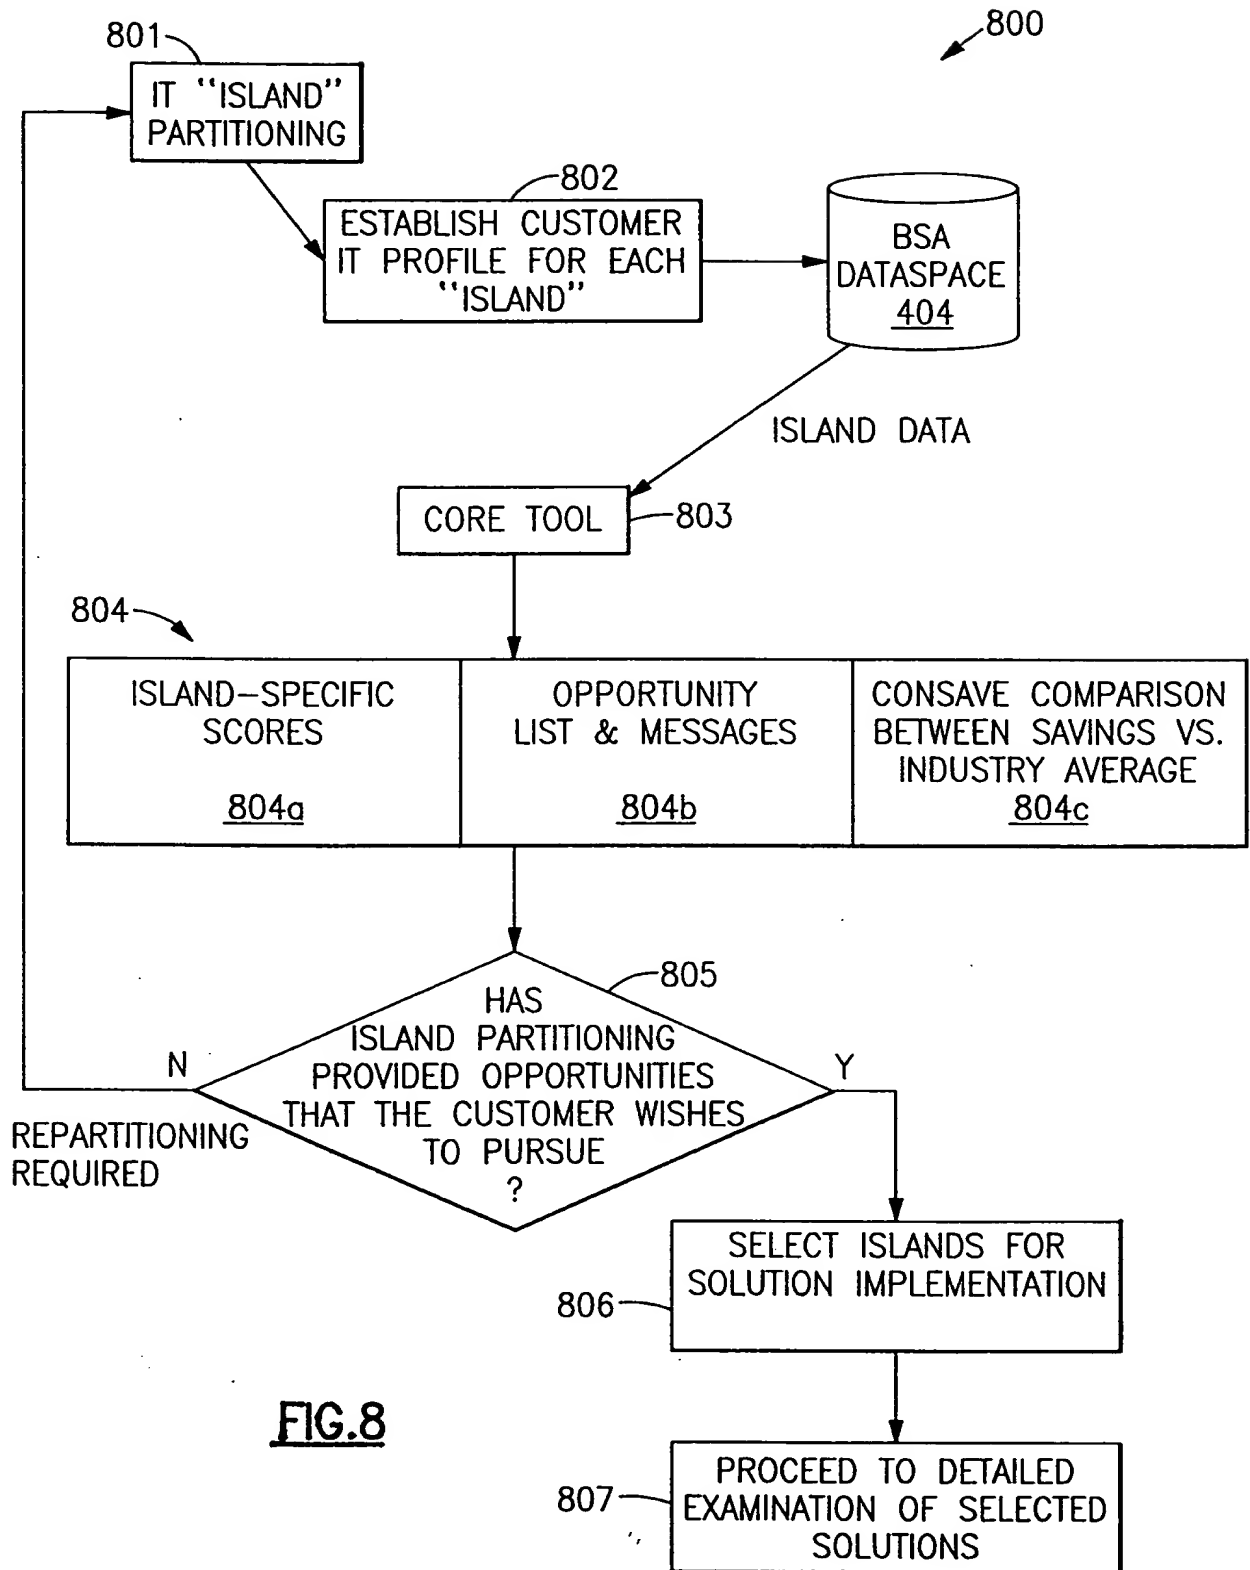 800
801
IT "ISLAND"
PARTITIONING
802
ESTABLISH CUSTOMER
IT PROFILE FOR EACH
"ISLAND"
BSA
DATASPACE
404
ISLAND DATA
CORE TOOL
803
804
ISLAND-SPECIFIC
SCORES
804a
OPPORTUNITY
LIST & MESSAGES
804b
CONSAVE COMPARISON
BETWEEN SAVINGS VS.
INDUSTRY AVERAGE
804c
805
HAS
ISLAND PARTITIONING
PROVIDED OPPORTUNITIES
THAT THE CUSTOMER WISHES
TO PURSUE
?
N
Y
REPARTITIONING
REQUIRED
SELECT ISLANDS FOR
SOLUTION IMPLEMENTATION
806
FIG.8
PROCEED TO DETAILED
EXAMINATION OF SELECTED
SOLUTIONS
807